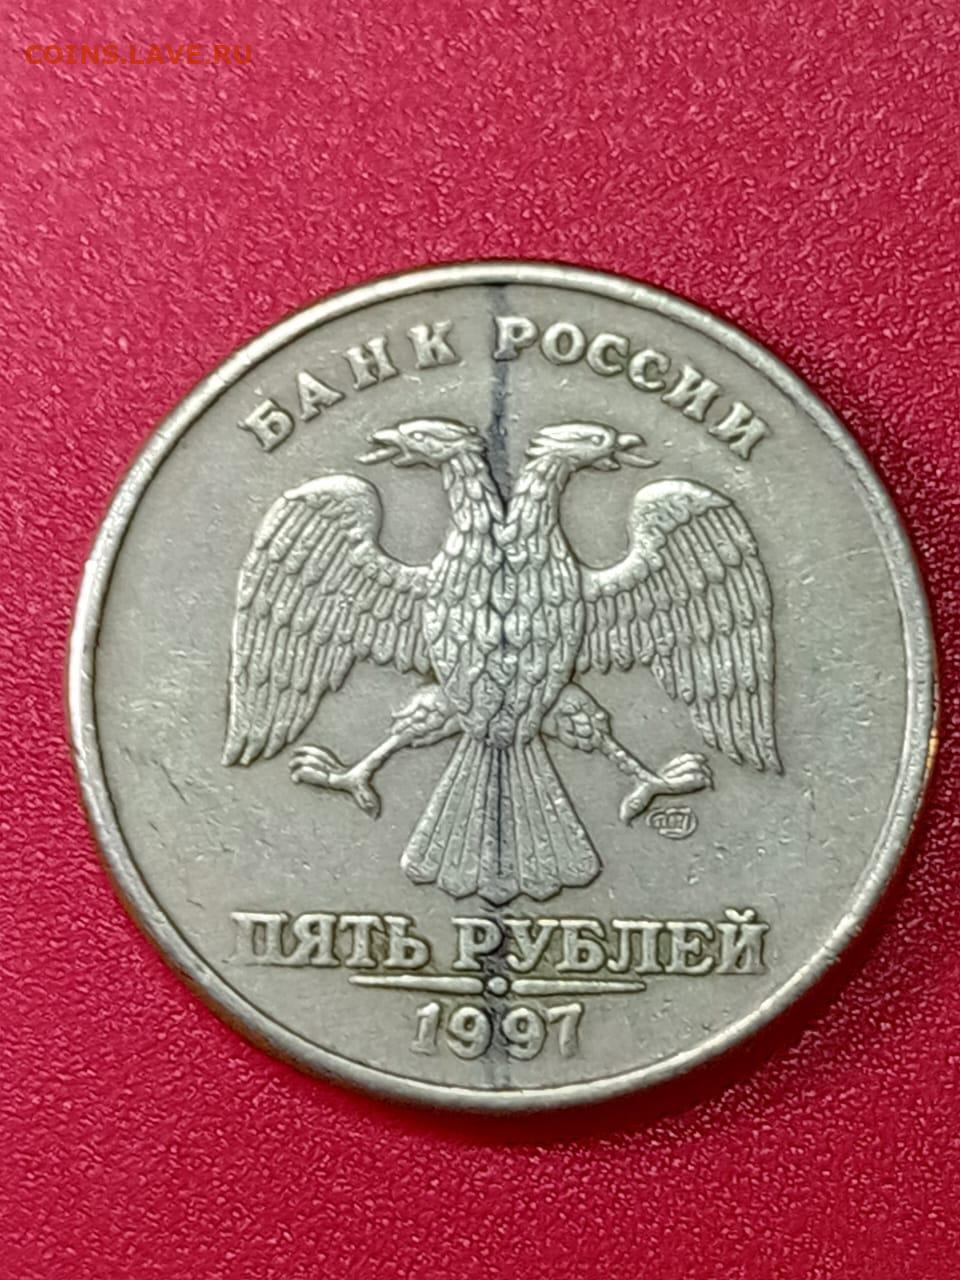 COINS.LAVE.RU
БАНК РОССИИ
ПЯТЬ РУБЛЕЙ
1997